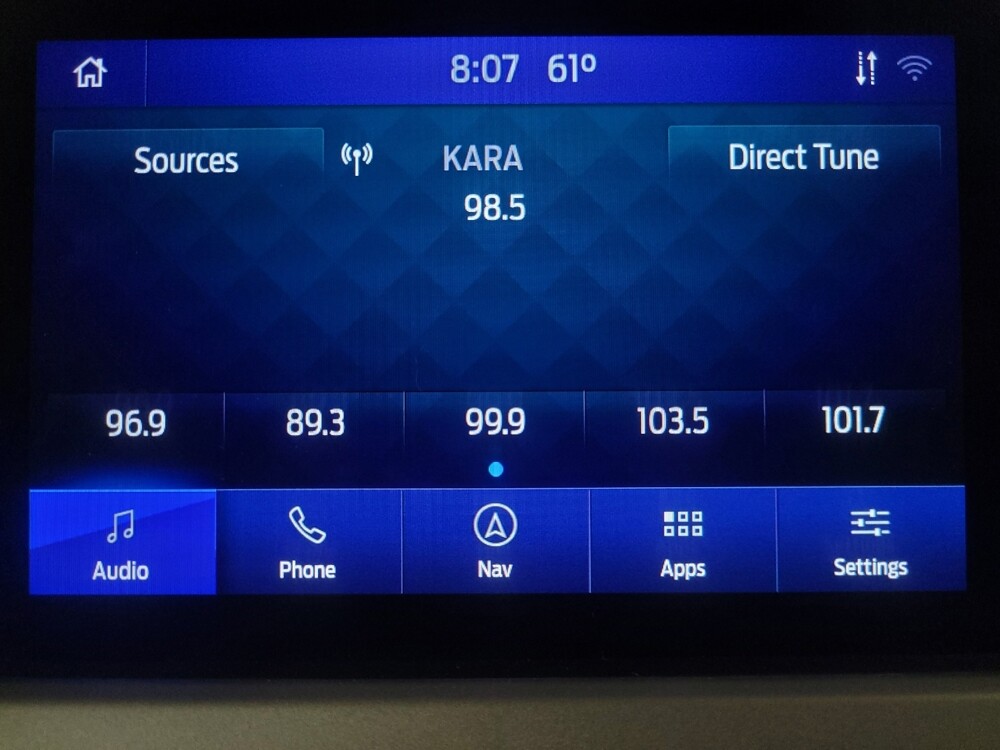 8:07 61°
Sources KARA Direct Tune
98.5
96.9 89.3 99.9 103.5 101.7
Audio Phone Nav Apps Settings